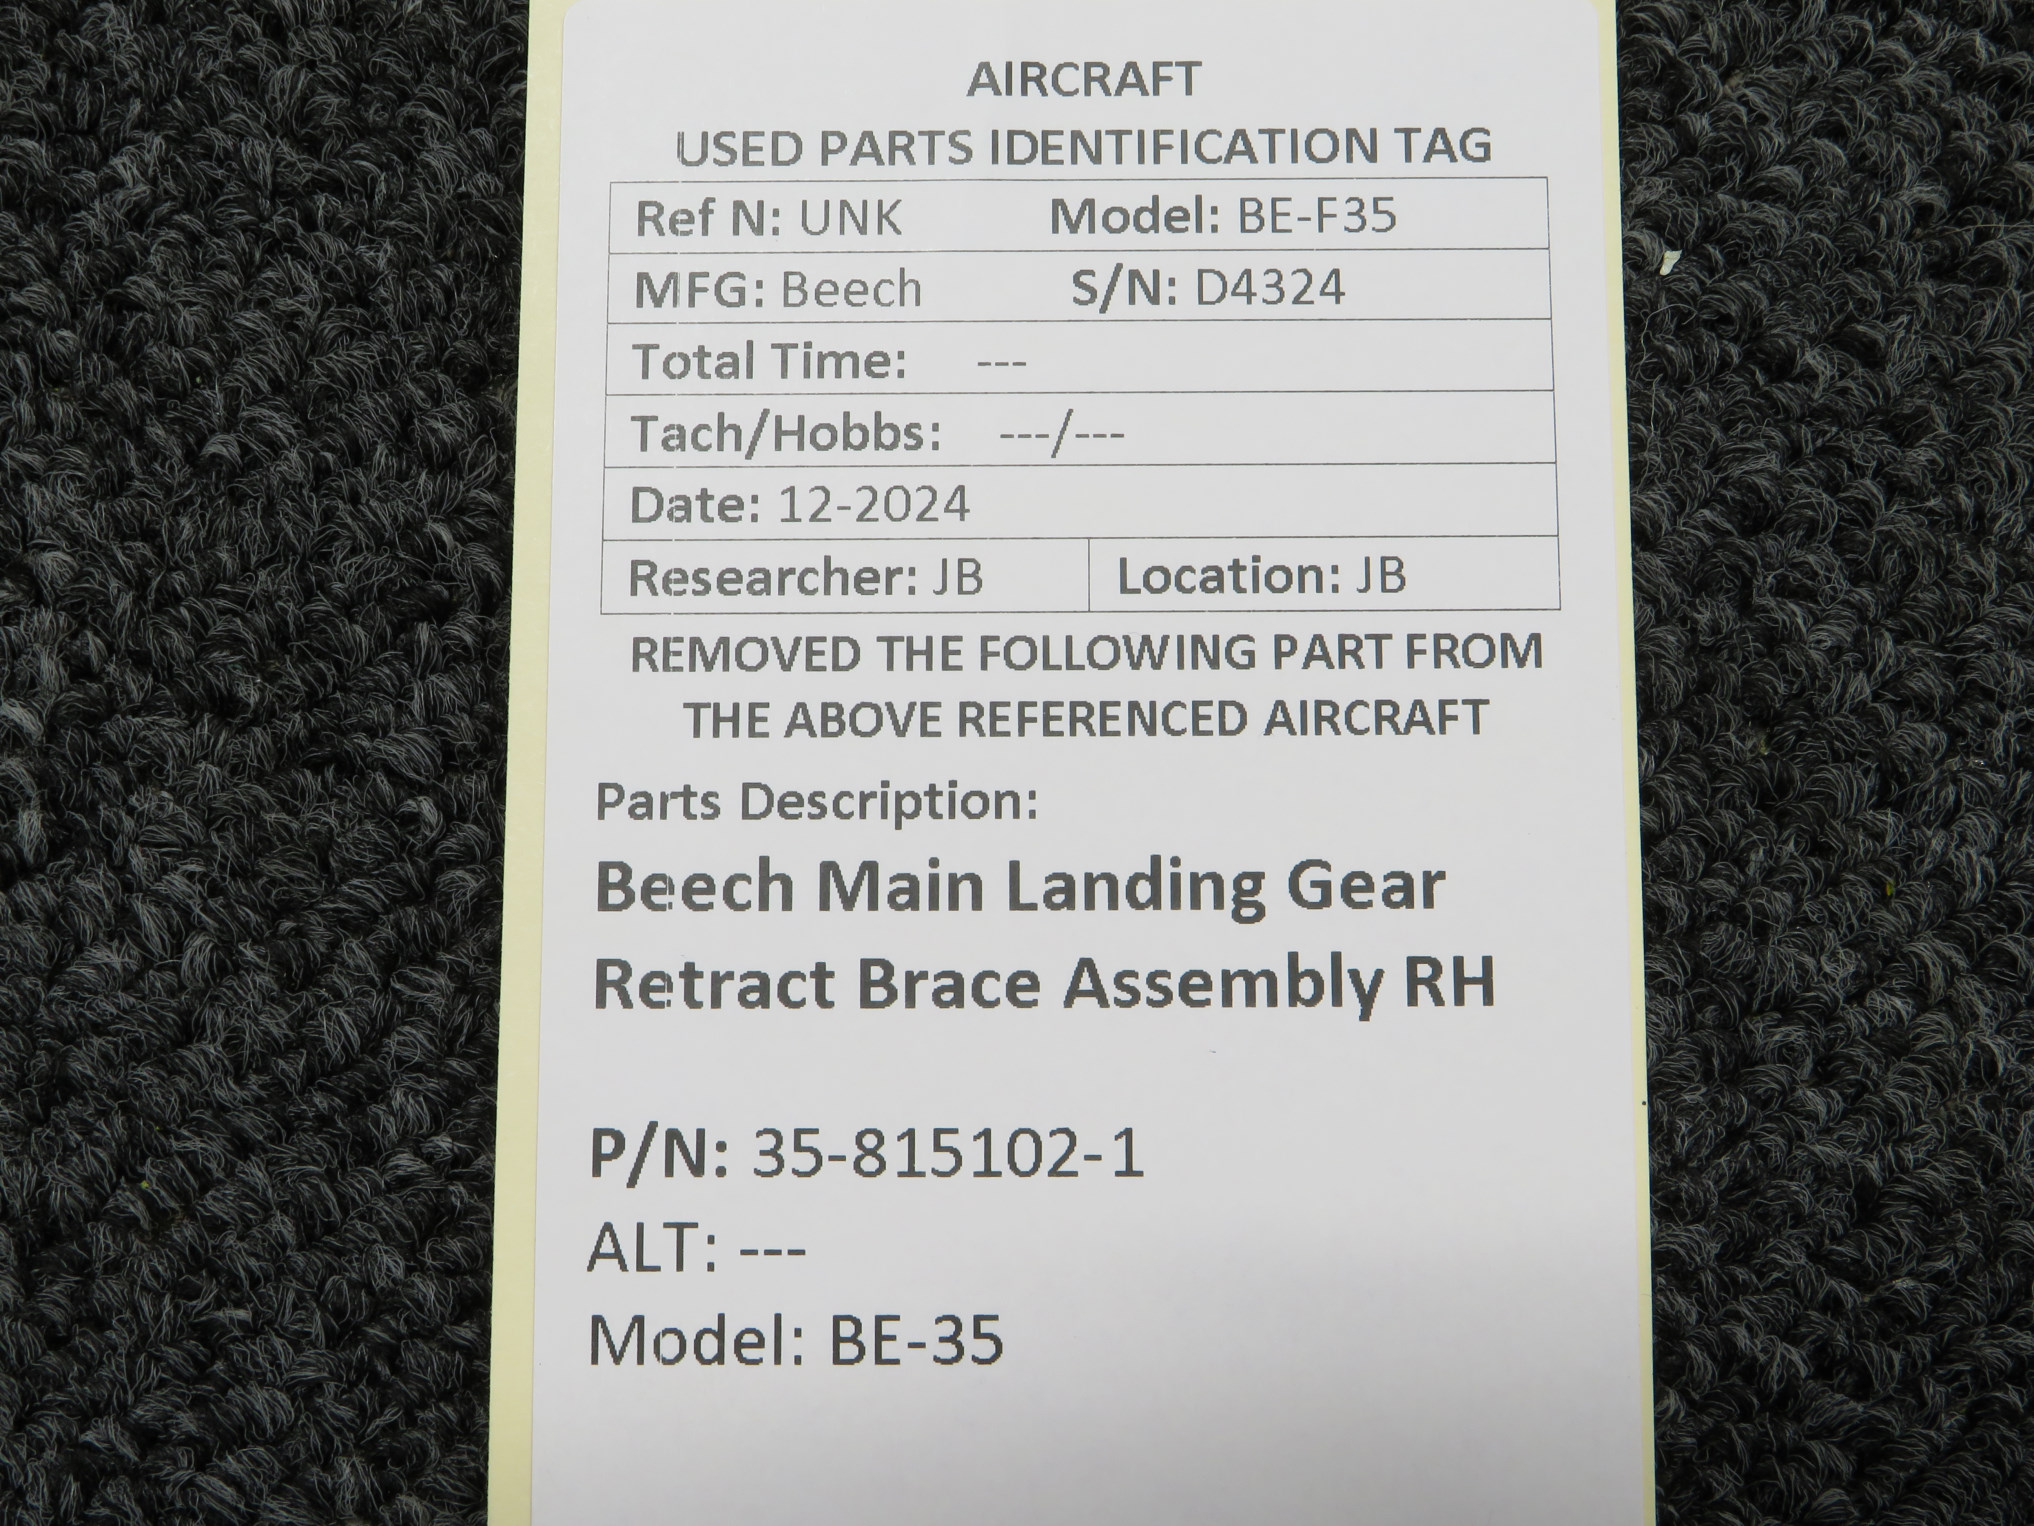 AIRCRAFT
USED PARTS IDENTIFICATION TAG
Ref N: UNK Model: BE-F35
MFG: Beech S/N: D4324
Total Time: ---
Tach/Hobbs: ---/---
Date: 12-2024
Researcher: JB Location: JB
REMOVED THE FOLLOWING PART FROM
THE ABOVE REFERENCED AIRCRAFT
Parts Description:
Beech Main Landing Gear
Retract Brace Assembly RH
P/N: 35-815102-1
ALT: ---
Model: BE-35